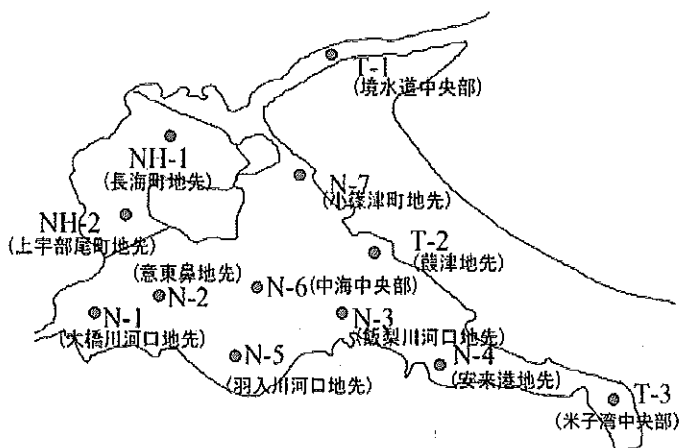 T-1
(境水道中央部)
NH-1
(長海町地先)
N-7
(小篠津町地先)
NH-2
(上宇部尾町地先)
T-2
(葭津地先)
(意東鼻地先)
N-2
N-6(中海中央部)
N-1
(大橋川河口地先)
N-3
(飯梨川河口地先)
N-5
(羽入川河口地先)
N-4
(安来港地先)
T-3
(米子湾中央部)